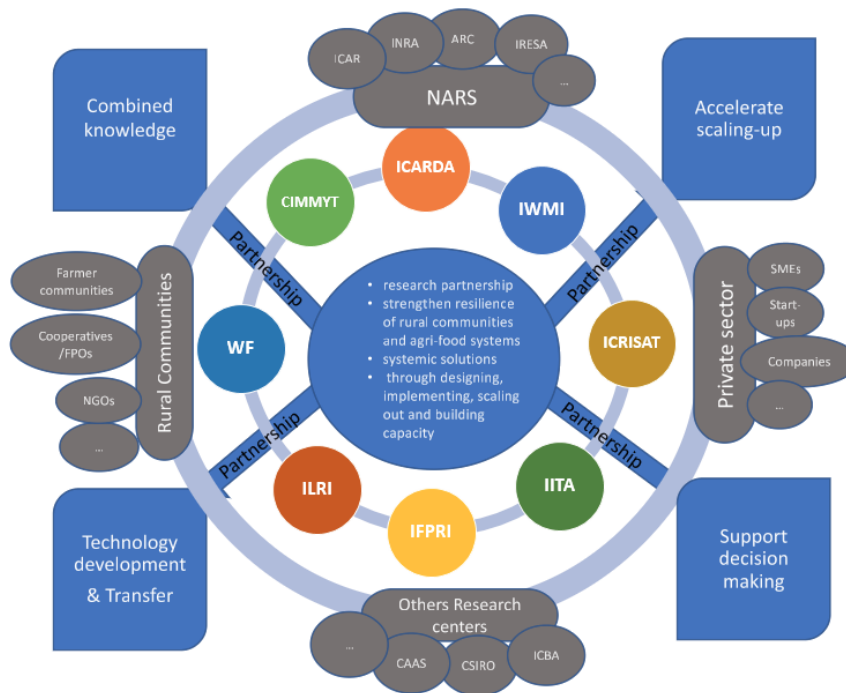 ICAR
INRA
ARC
IRESA
...
NARS
Combined
knowledge
Accelerate
scaling-up
ICARDA
CIMMYT
IWMI
Partnership
Partnership
Farmer
communities
Cooperatives
/FPOs
NGOs
...
Rural Communities
WF
• research partnership
• strengthen resilience
of rural communities
and agri-food systems
• systemic solutions
• through designing,
implementing, scaling
out and building
capacity
ICRISAT
Private sector
SMEs
Start-
ups
Companies
...
Partnership
Partnership
ILRI
IITA
IFPRI
Technology
development
& Transfer
Support
decision
making
Others Research
centers
...
CAAS
CSIRO
ICBA